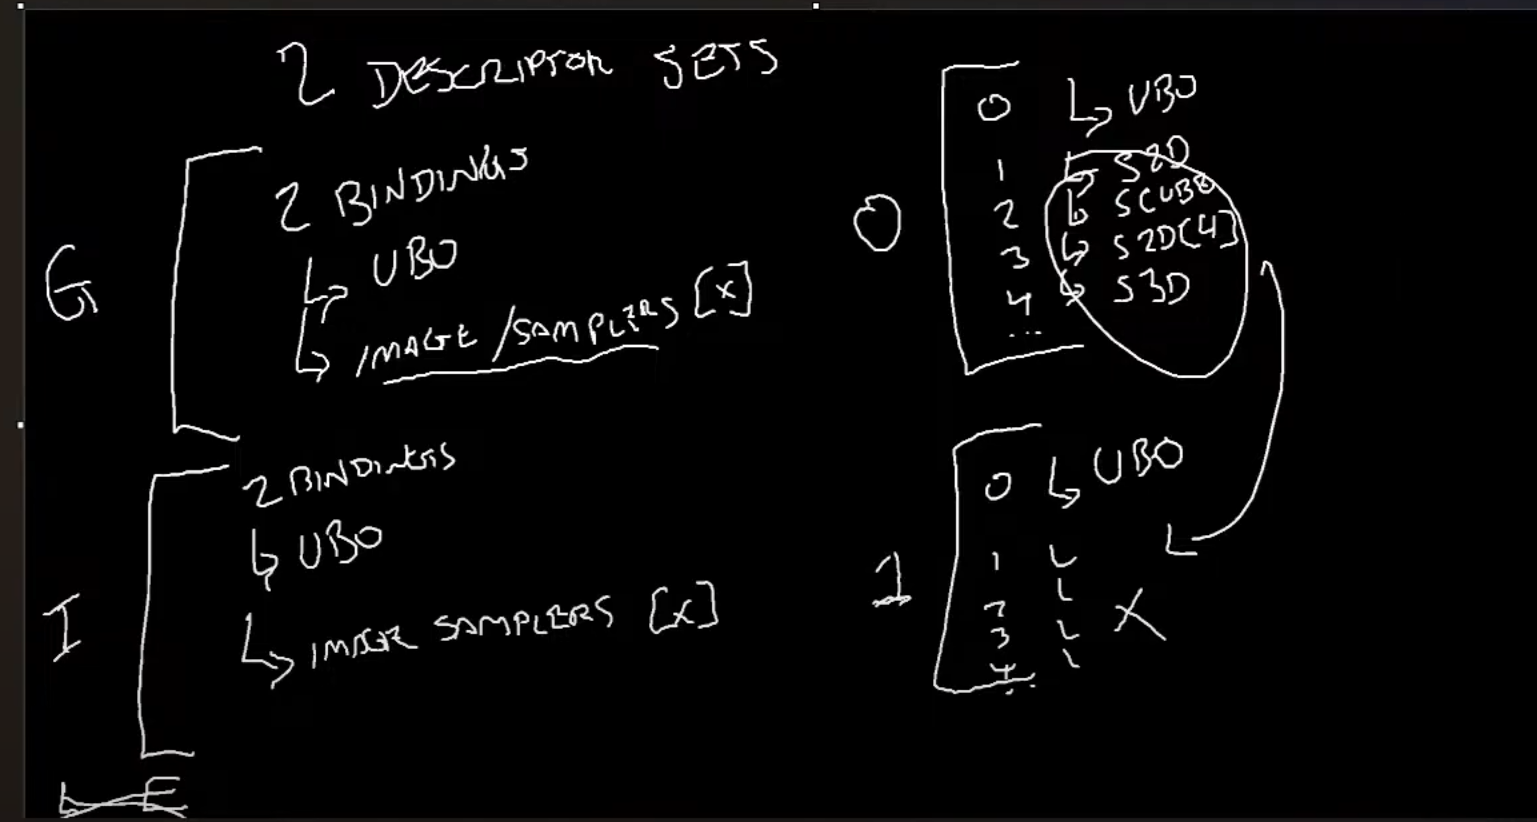 2 DESCRIPTOR SETS
G
2 BINDINGS
↳ UBO
↳ IMAGE/SAMPLERS [X]
I
2 BINDINGS
↳ UBO
↳ IMAGE SAMPLERS [X]
0
0 ↳ UBO
1 ↳ S2D
2 ↳ SCUBE
3 ↳ S2D[4]
4 ↳ S3D
...
1
0 ↳ UBO
1
2
3
4
...
X